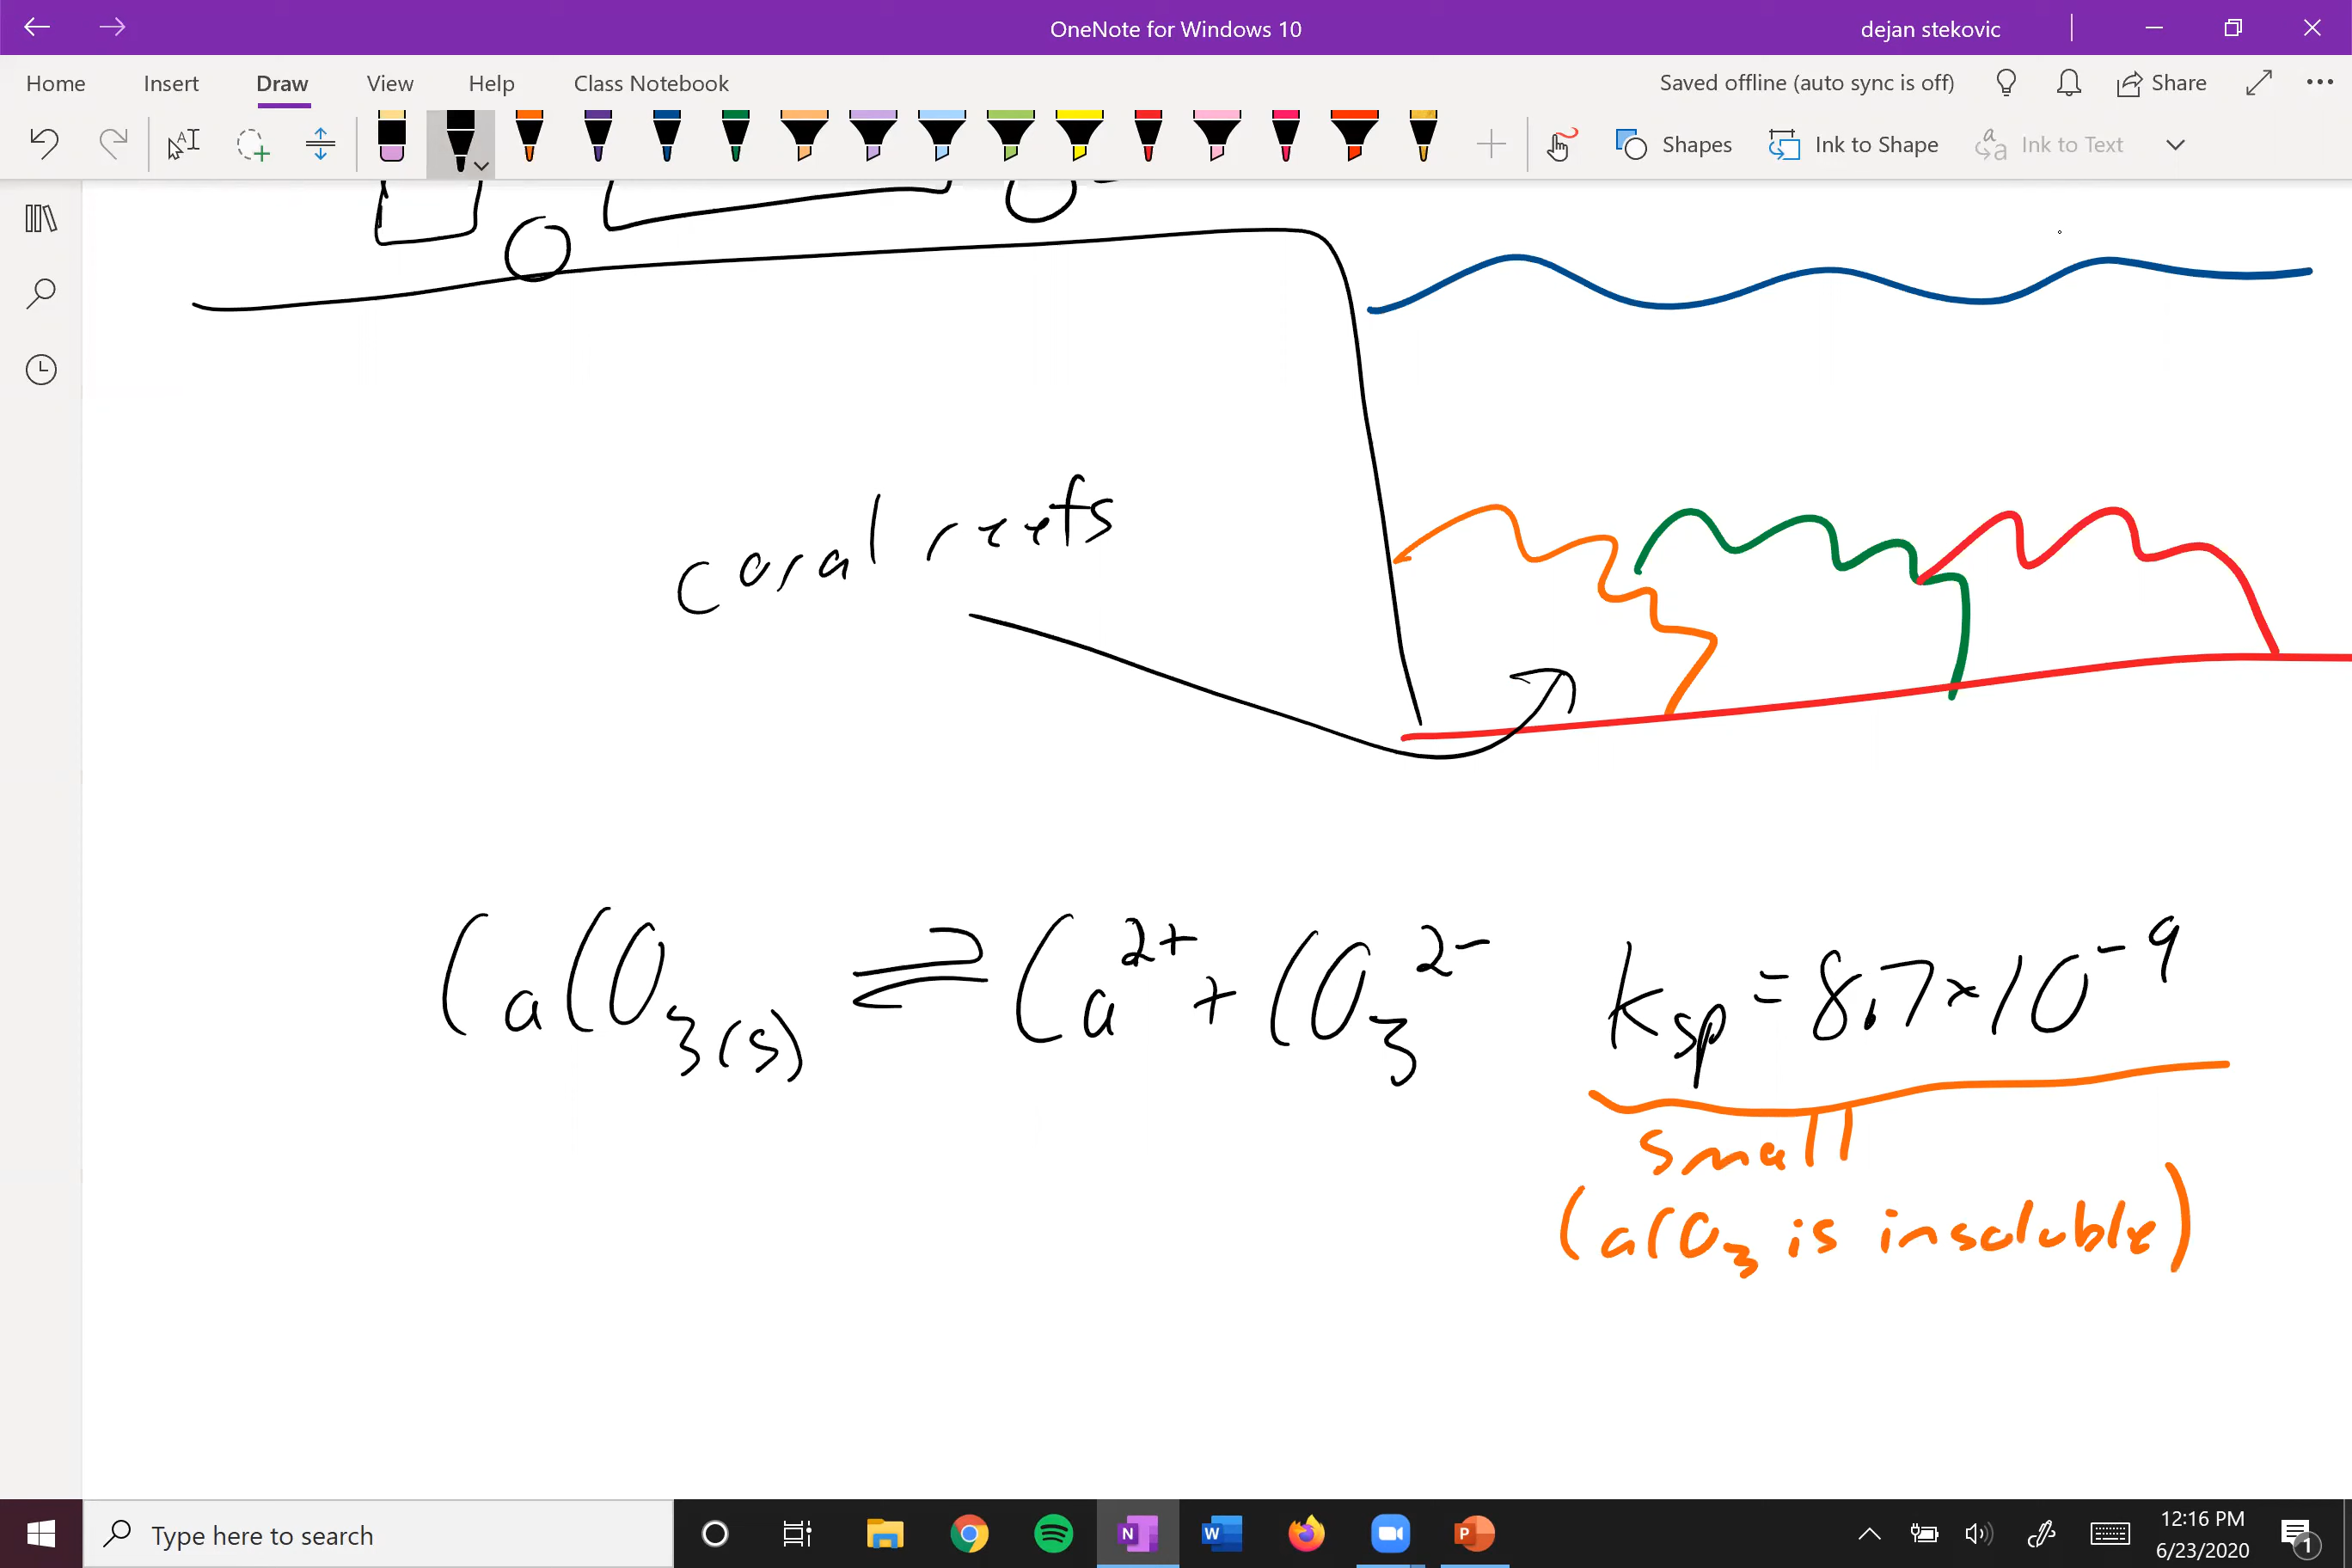 OneNote for Windows 10
dejan stekovic
Home Insert Draw View Help Class Notebook
Saved offline (auto sync is off)
Share
Shapes
Ink to Shape
Ink to Text
coral reefs
CaCO3(s) ⇌ Ca2+ + CO32-
ksp = 8.7×10-9
small
(aCO3 is insoluble)
Type here to search
N
W
P
12:16 PM
6/23/2020
1